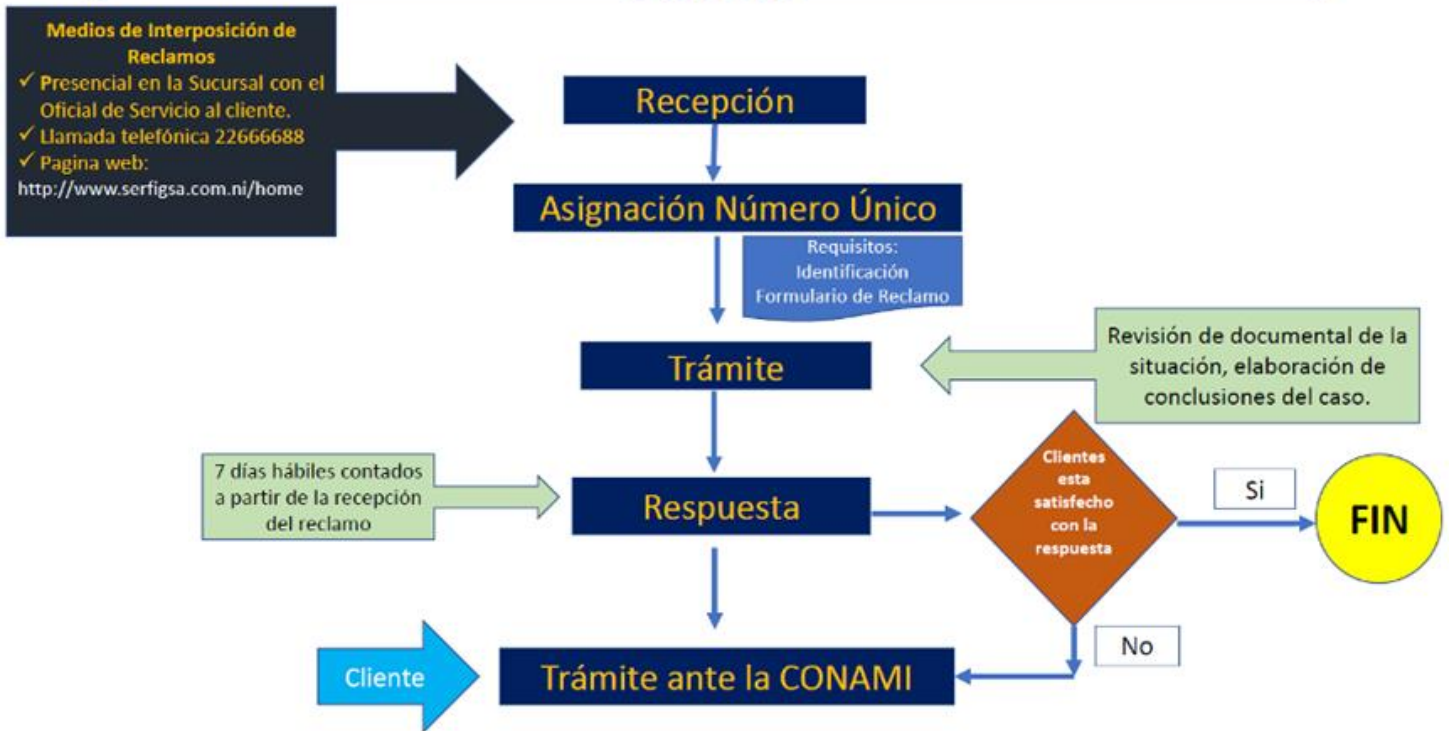 Medios de Interposición de
Reclamos
✓ Presencial en la Sucursal con el
Oficial de Servicio al cliente.
✓ Llamada telefónica 22666688
✓ Pagina web:
http://www.serfigsa.com.ni/home
Recepción
Asignación Número Único
Requisitos:
Identificación
Formulario de Reclamo
Trámite
Revisión de documental de la
situación, elaboración de
conclusiones del caso.
7 días hábiles contados
a partir de la recepción
del reclamo
Respuesta
Clientes
esta
satisfecho
con la
respuesta
Si
FIN
No
Cliente
Trámite ante la CONAMI